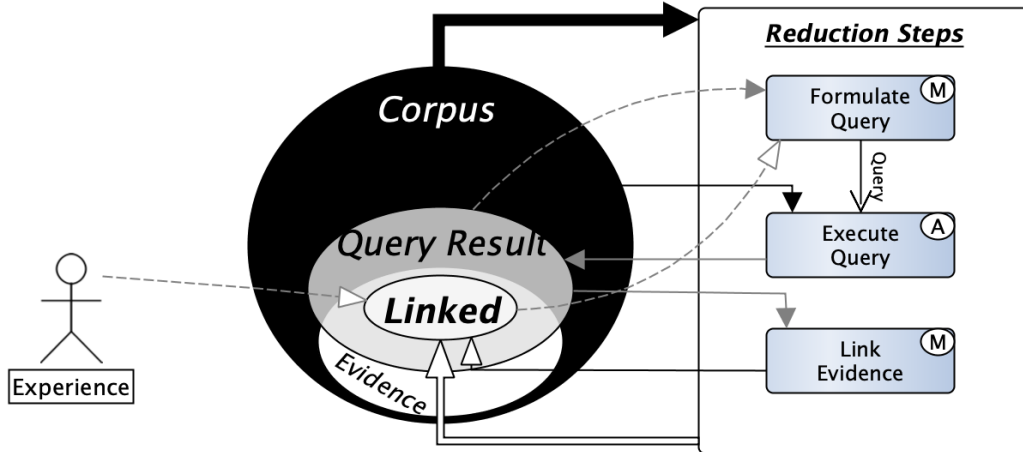 Reduction Steps
Corpus
Formulate
Query
M
Query
Query Result
Execute
Query
A
Linked
Evidence
Link
Evidence
M
Experience